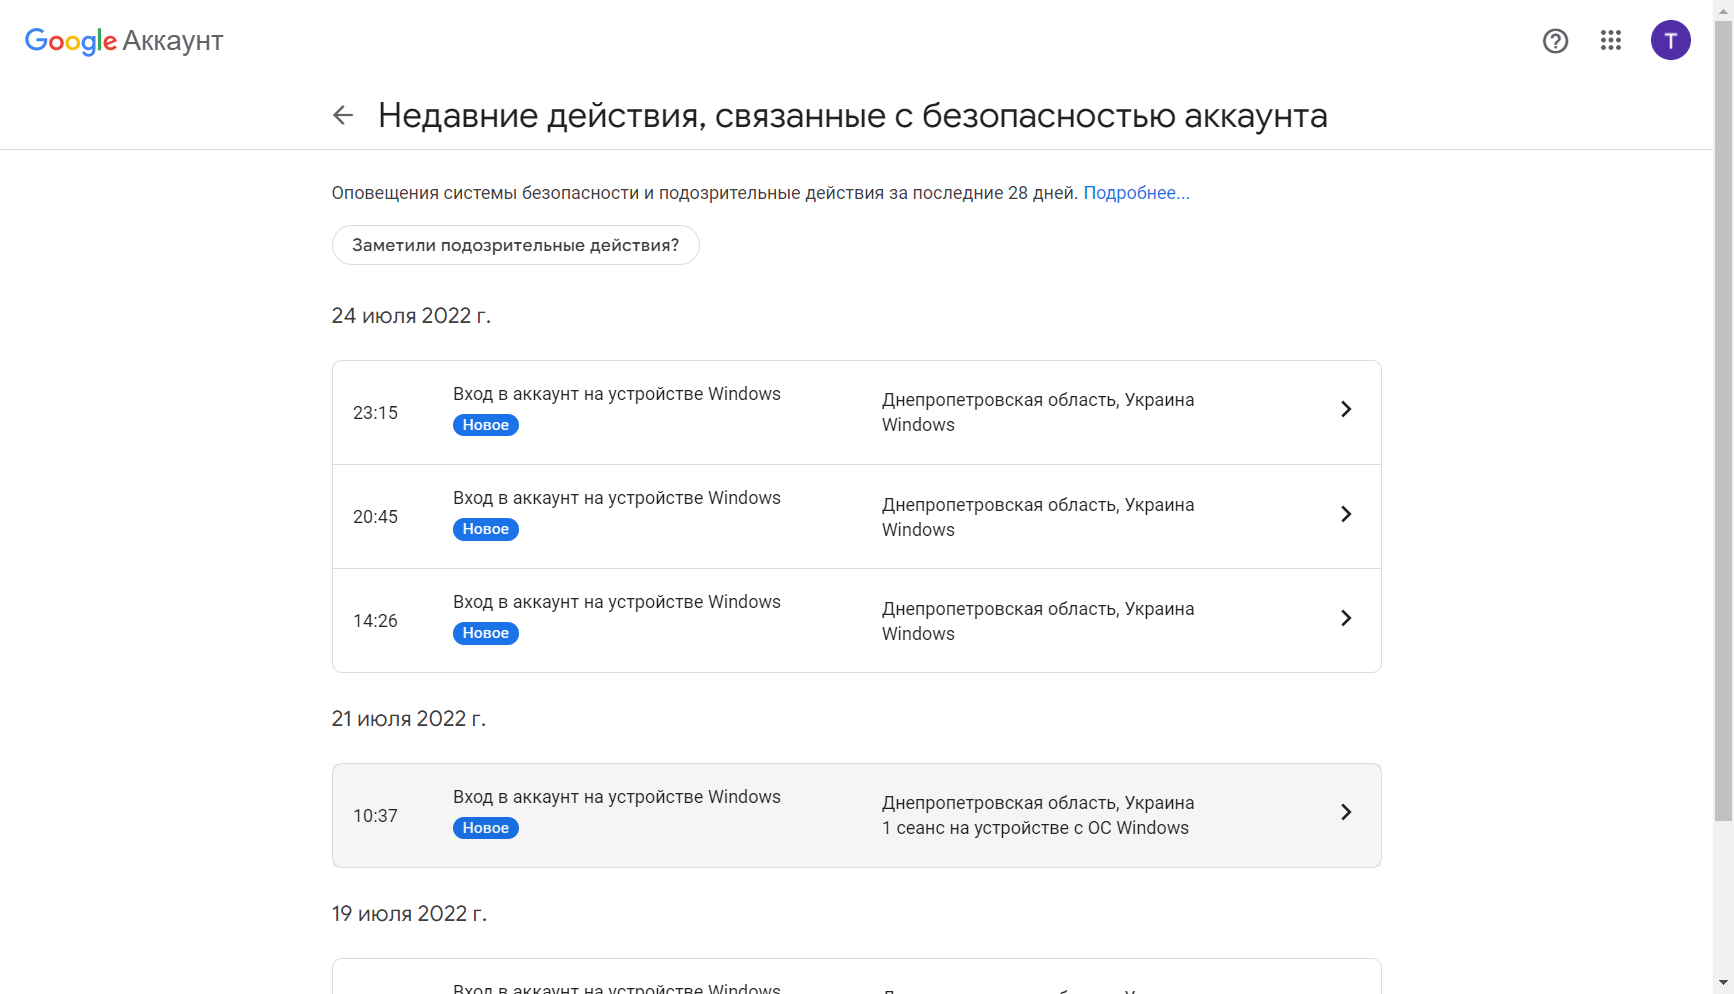 Google Аккаунт
T
Недавние действия, связанные с безопасностью аккаунта
Оповещения системы безопасности и подозрительные действия за последние 28 дней. Подробнее...
Заметили подозрительные действия?
24 июля 2022 г.
23:15
Вход в аккаунт на устройстве Windows
Новое
Днепропетровская область, Украина
Windows
20:45
Вход в аккаунт на устройстве Windows
Новое
Днепропетровская область, Украина
Windows
14:26
Вход в аккаунт на устройстве Windows
Новое
Днепропетровская область, Украина
Windows
21 июля 2022 г.
10:37
Вход в аккаунт на устройстве Windows
Новое
Днепропетровская область, Украина
1 сеанс на устройстве с ОС Windows
19 июля 2022 г.
Вход в аккаунт на устройстве Windows